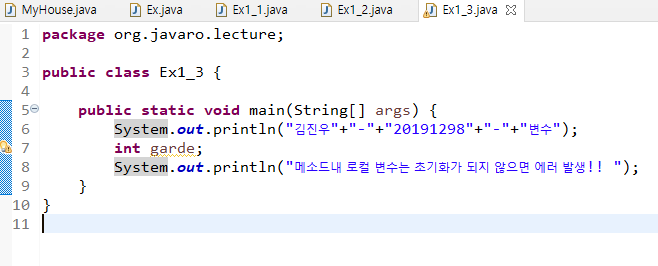 MyHouse.java Ex.java Ex1_1.java Ex1_2.java Ex1_3.java
1 package org.javaro.lecture;
2
3 public class Ex1_3 {
4
5 public static void main(String[] args) {
6 System.out.println("김진우"+"-"+"20191298"+"-"+"변수");
7 int garde;
8 System.out.println("메소드내 로컬 변수는 초기화가 되지 않으면 에러 발생!! ");
9 }
10 }
11